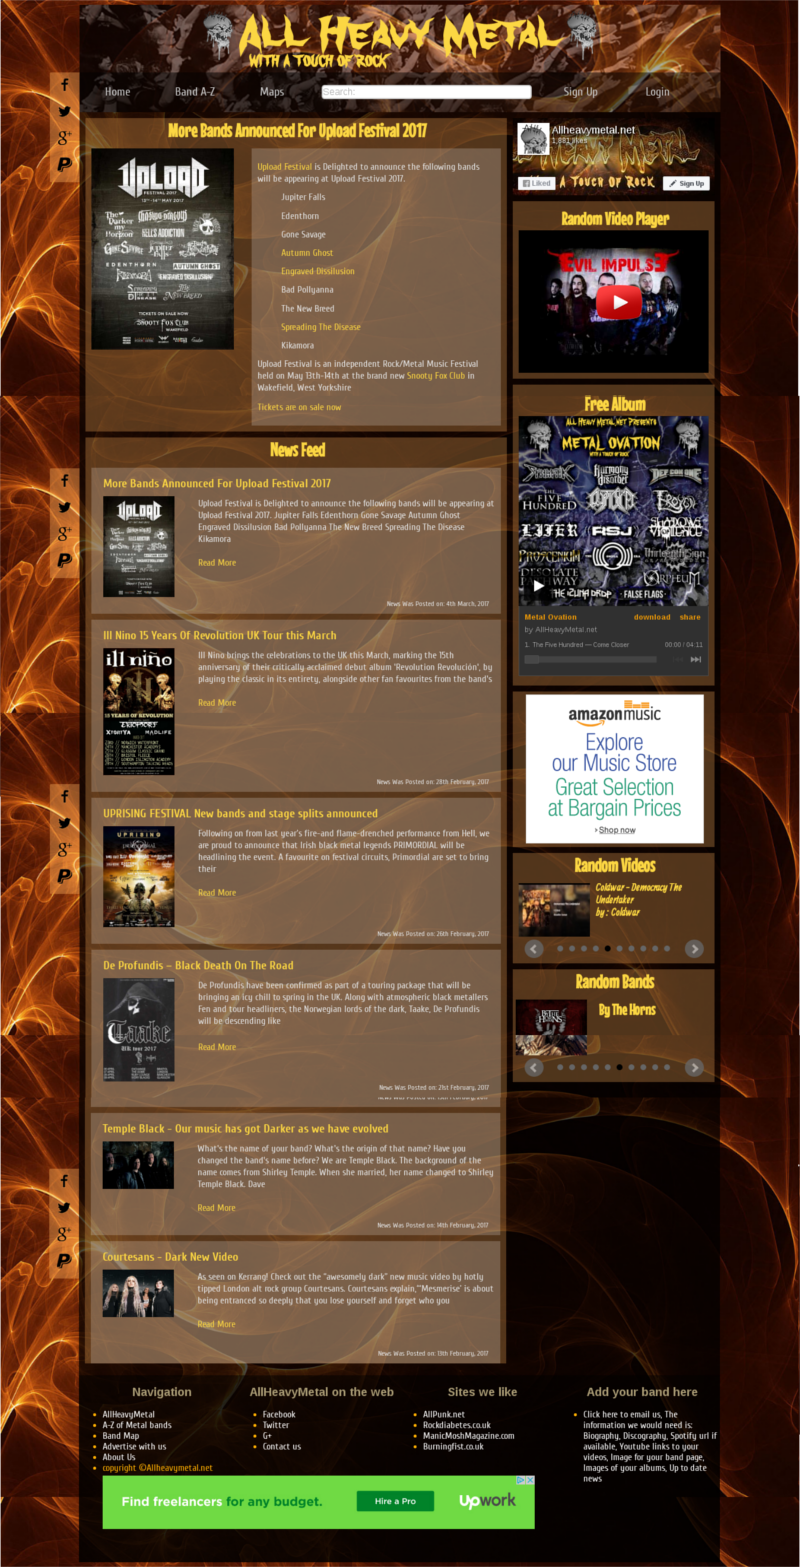 All Heavy Metal
With a Touch of Rock
Home
Band A-Z
Maps
Search:
Sign Up
Login
More Bands Announced For Upload Festival 2017
UPLOAD
FESTIVAL 2017
13TH-14TH MAY 2017
HELL'S ADDICTION
EDENTHORN
AUTUMN GHOST
TICKETS ON SALE NOW
SNOOTY FOX CLUB
WAKEFIELD
Upload Festival is Delighted to announce the following bands
will be appearing at Upload Festival 2017.
Jupiter Falls
Edenthorn
Gone Savage
Autumn Ghost
Engraved DIssilusion
Bad Pollyanna
The New Breed
Spreading The Disease
Kikamora
Upload Festival is an independent Rock/Metal Music Festival
held on May 13th-14th at the brand new Snooty Fox Club in
Wakefield, West Yorkshire
Tickets are on sale now
Allheavymetal.net
Liked
Sign Up
A TOUCH OF ROCK
Random Video Player
EVIL IMPULSE
Free Album
All Heavy Metal.net Presents
Metal Ovation
with a touch of rock
HARMONY DISORDER
DEF CON ONE
THE FIVE HUNDRED
LIFER
RSJ
PROSCENIUM
DESOLATE PATHWAY
ORPHEUM
THE IZUNA DROP
FALSE FLAGS
Metal Ovation
download
share
by AllHeavyMetal.net
1. The Five Hundred — Come Closer
00:00 / 04:11
amazonmusic
Explore
our Music Store
Great Selection
at Bargain Prices
Shop now
Random Videos
Coldwar - Democracy The
Undertaker
by : Coldwar
Random Bands
By The Horns
News Feed
More Bands Announced For Upload Festival 2017
UPLOAD
Upload Festival is Delighted to announce the following bands will be appearing at
Upload Festival 2017. Jupiter Falls Edenthorn Gone Savage Autumn Ghost
Engraved Dissilusion Bad Pollyanna The New Breed Spreading The Disease
Kikamora
Read More
News Was Posted on: 4th March, 2017
Ill Nino 15 Years Of Revolution UK Tour this March
ill niño
15 YEARS OF REVOLUTION
EKTOMORF
MADLIFE
Ill Nino brings the celebrations to the UK this March, marking the 15th
anniversary of their critically acclaimed debut album 'Revolution Revolución', by
playing the classic in its entirety, alongside other fan favourites from the band's
Read More
News Was Posted on: 28th February, 2017
UPRISING FESTIVAL New bands and stage splits announced
UPRISING
Following on from last year's fire-and flame-drenched performance from Hell, we
are proud to announce that Irish black metal legends PRIMORDIAL will be
headlining the event. A favourite on festival circuits, Primordial are set to bring
their
Read More
News Was Posted on: 26th February, 2017
De Profundis – Black Death On The Road
Taake
De Profundis have been confirmed as part of a touring package that will be
bringing an icy chill to spring in the UK. Along with atmospheric black metallers
Fen and tour headliners, the Norwegian lords of the dark, Taake, De Profundis
will be descending like
Read More
News Was Posted on: 21st February, 2017
Temple Black - Our music has got Darker as we have evolved
What's the name of your band? What's the origin of that name? Have you
changed the band's name before? We are Temple Black. The background of the
name comes from Shirley Temple. When she married, her name changed to Shirley
Temple Black. Dave
Read More
News Was Posted on: 14th February, 2017
Courtesans - Dark New Video
As seen on Kerrang! Check out the "awesomely dark" new music video by hotly
tipped London alt rock group Courtesans. Courtesans explain,"'Mesmerise' is about
being entranced so deeply that you lose yourself and forget who you
Read More
News Was Posted on: 13th February, 2017
Navigation
AllHeavyMetal
A-Z of Metal bands
Band Map
Advertise with us
About Us
copyright ©Allheavymetal.net
AllHeavyMetal on the web
Facebook
Twitter
G+
Contact us
Sites we like
AllPunk.net
Rockdiabetes.co.uk
ManicMoshMagazine.com
Burningfist.co.uk
Add your band here
Click here to email us, The
information we would need is:
Biography, Discography, Spotify url if
available, Youtube links to your
videos, Image for your band page,
Images of your albums, Up to date
news
Find freelancers for any budget.
Hire a Pro
Upwork